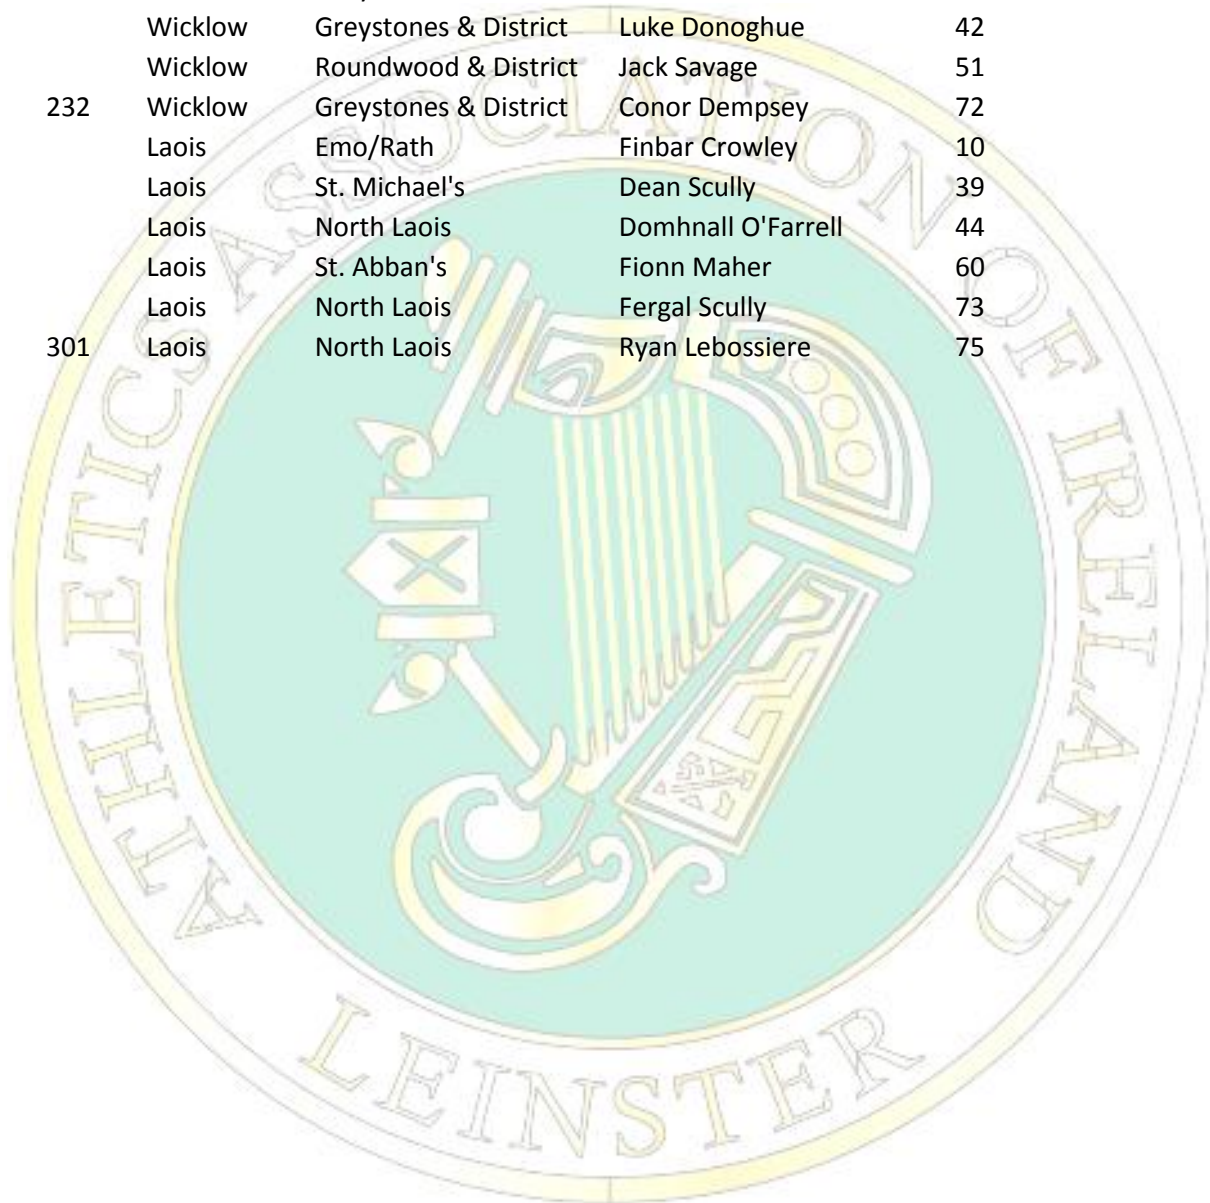 Wicklow Greystones & District Luke Donoghue 42
Wicklow Roundwood & District Jack Savage 51
232 Wicklow Greystones & District Conor Dempsey 72
Laois Emo/Rath Finbar Crowley 10
Laois St. Michael's Dean Scully 39
Laois North Laois Domhnall O'Farrell 44
Laois St. Abban's Fionn Maher 60
Laois North Laois Fergal Scully 73
301 Laois North Laois Ryan Lebossiere 75
ATHLETICS ASSOCIATION OF IRELAND
LEINSTER